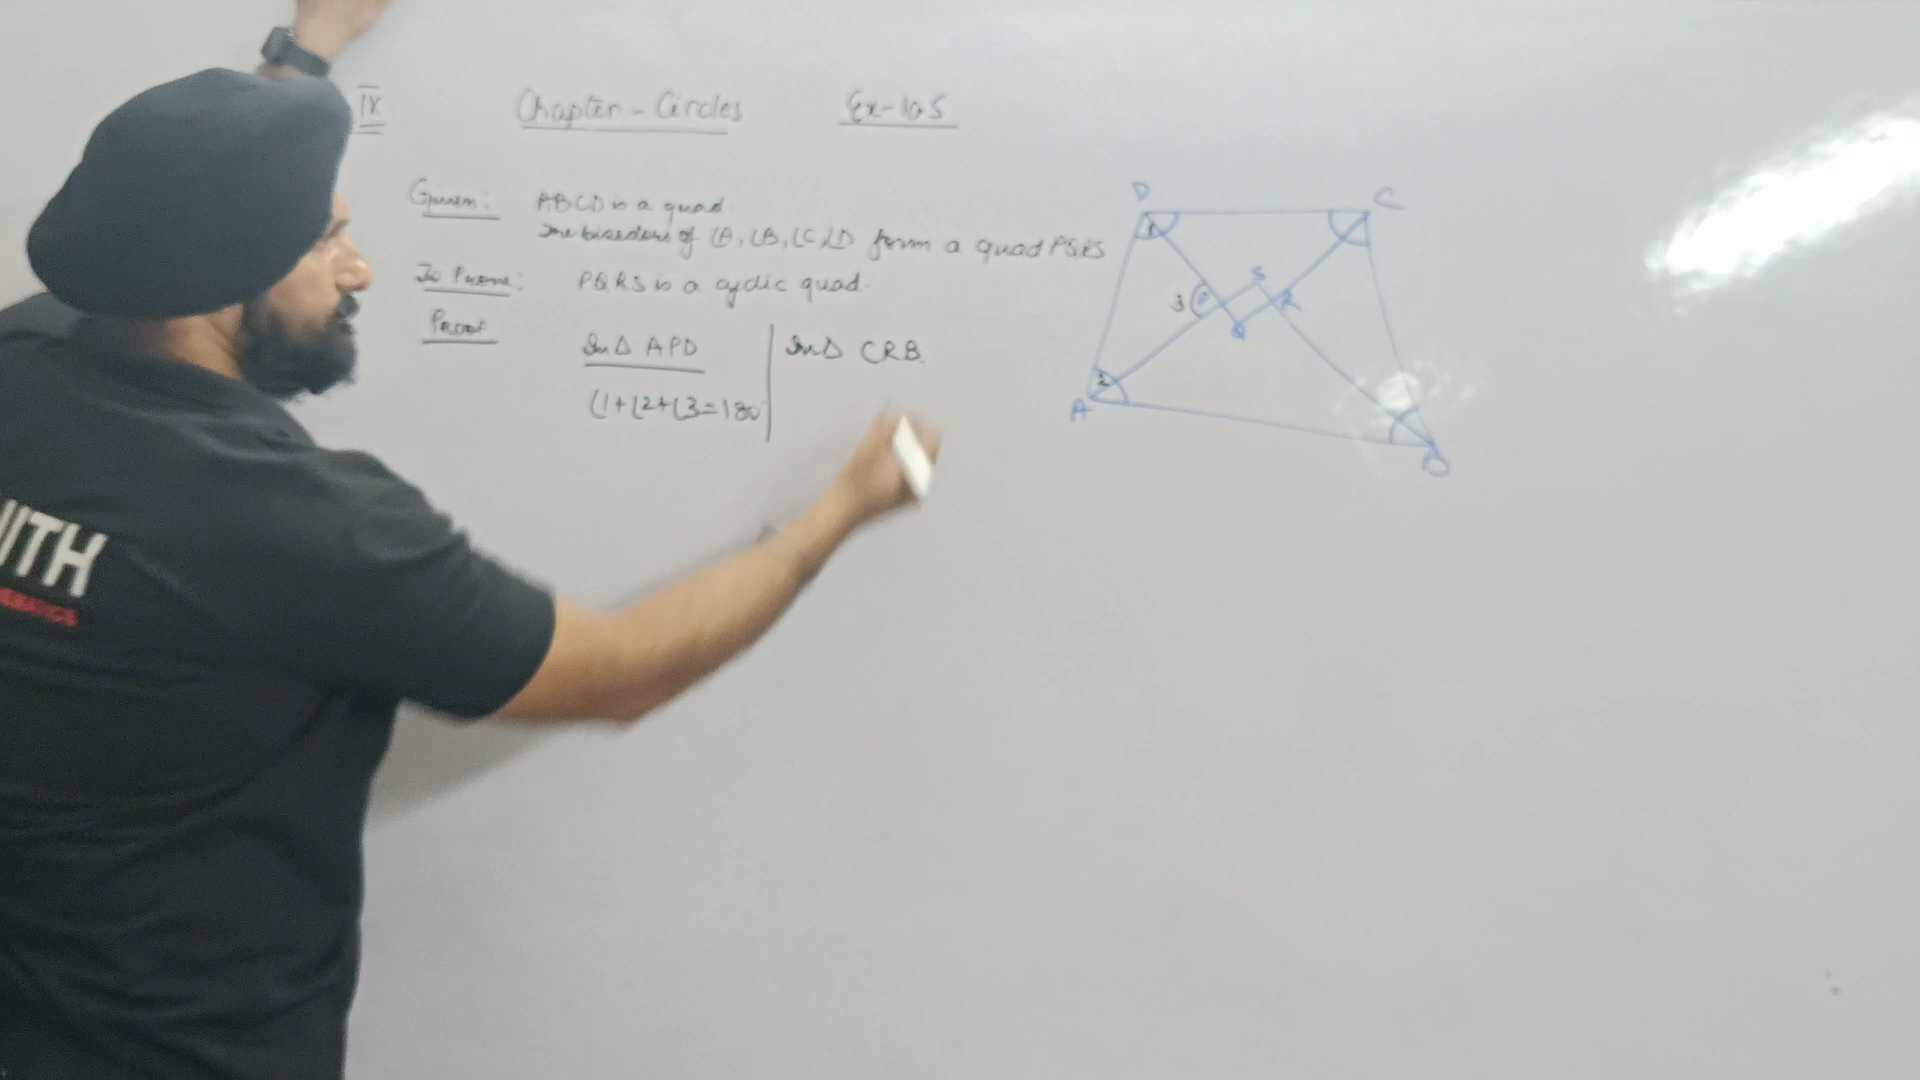 IX Chapter - Circles Ex-10.5
Given: ABCD is a quad.
The bisectors of ∠A, ∠B, ∠C, ∠D form a quad PQRS
To Prove: PQRS is a cyclic quad.
Proof
In Δ APD
∠1+∠2+∠3=180
In Δ CRB.
D C
1
S
3 P R
Q
2
A
B